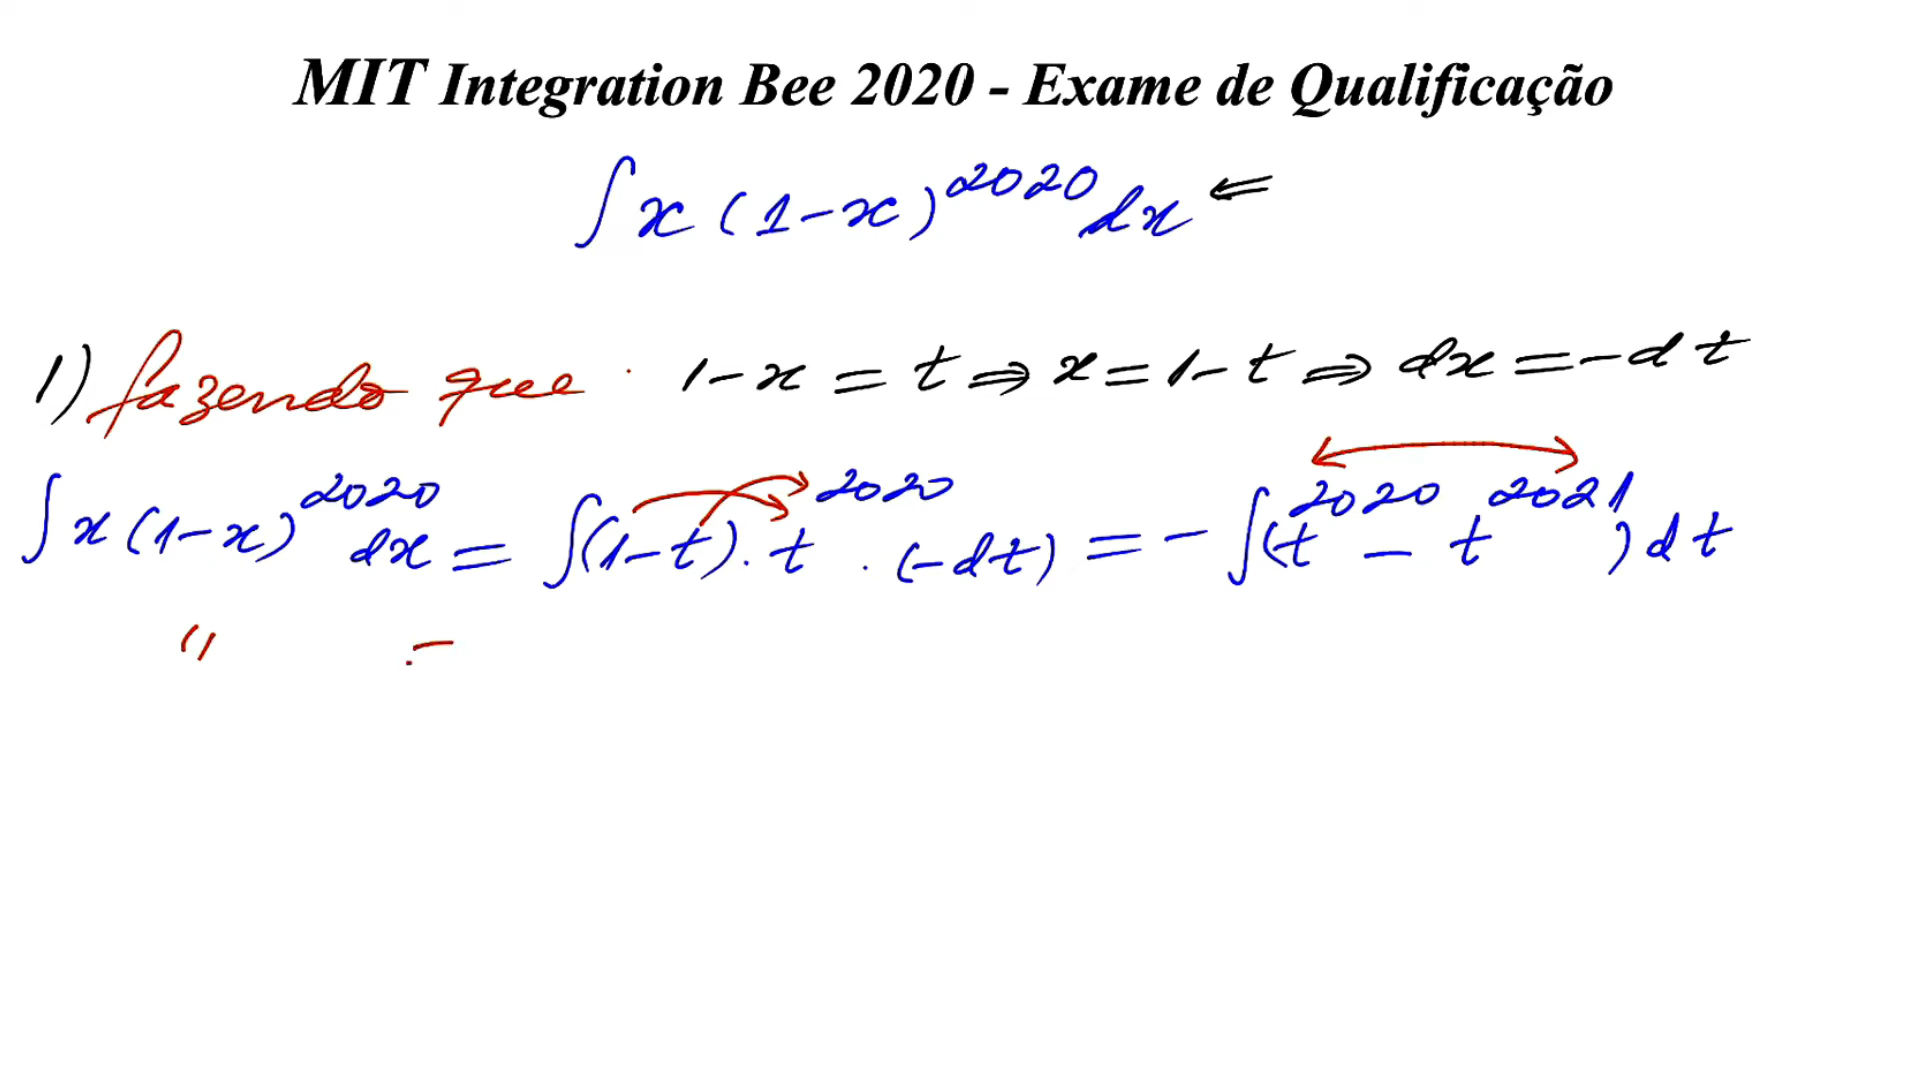 MIT Integration Bee 2020 - Exame de Qualificação
∫ x (1-x)^2020 dx ⇐
1) fazendo que · 1-x = t ⇒ x = 1-t ⇒ dx = -dt
∫ x (1-x)^2020 dx = ∫(1-t) . t^2020 . (-dt) = - ∫(t^2020 - t^2021) dt